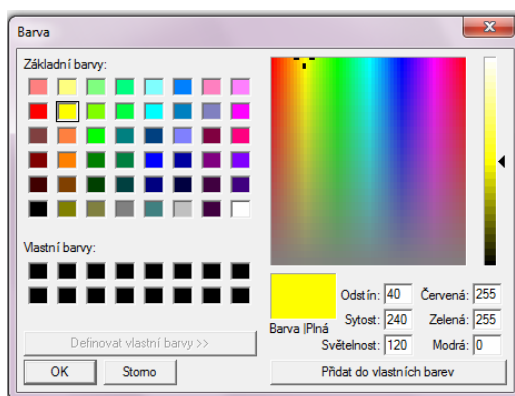 Barva
Základní barvy:
Vlastní barvy:
Definovat vlastní barvy >>
OK
Storno
Barva |Plná
Odstín: 40
Sytost: 240
Světelnost: 120
Červená: 255
Zelená: 255
Modrá: 0
Přidat do vlastních barev